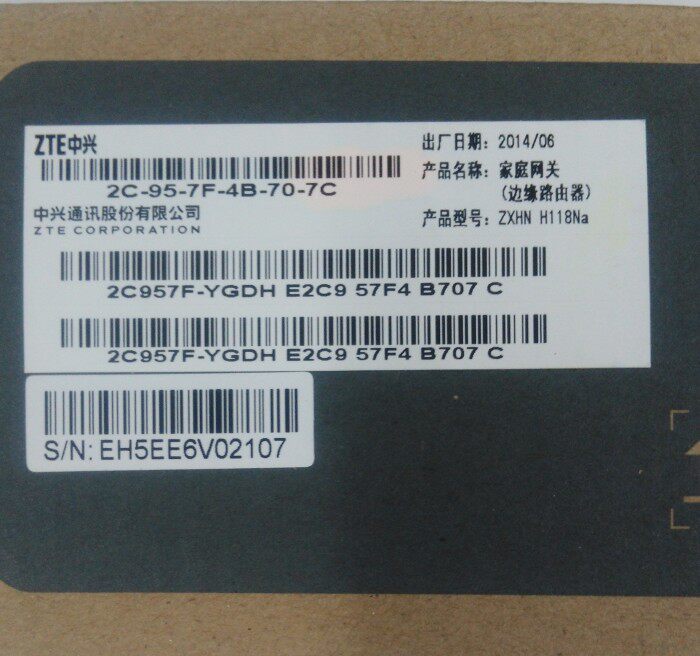 ZTE中兴
2C-95-7F-4B-70-7C
中兴通讯股份有限公司
ZTE CORPORATION
出厂日期: 2014/06
产品名称: 家庭网关
(边缘路由器)
产品型号: ZXHN H118Na
2C957F-YGDH E2C9 57F4 B707 C
2C957F-YGDH E2C9 57F4 B707 C
S/N: EH5EE6V02107